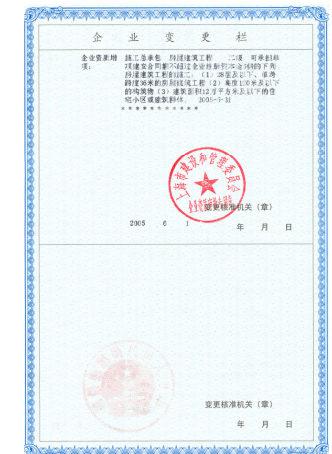 企业变更栏
企业资质增 施工总承包 房屋建筑工程 二级 可承担单
项： 项建安合同额不超过企业注册资本金5倍的下列
房屋建筑工程的施工：（1）28层及以下、单跨
跨度36米的房屋建筑工程（2）高度120米及以下
的构筑物（3）建筑面积12万平方米及以下的住
宅小区或建筑群体。 2005-5-31
＊＊＊＊＊＊＊＊＊＊＊
上海市建设和管理委员会
变更核准机关（章）
2005 6 1
年 月 日
变更核准机关（章）
年 月 日